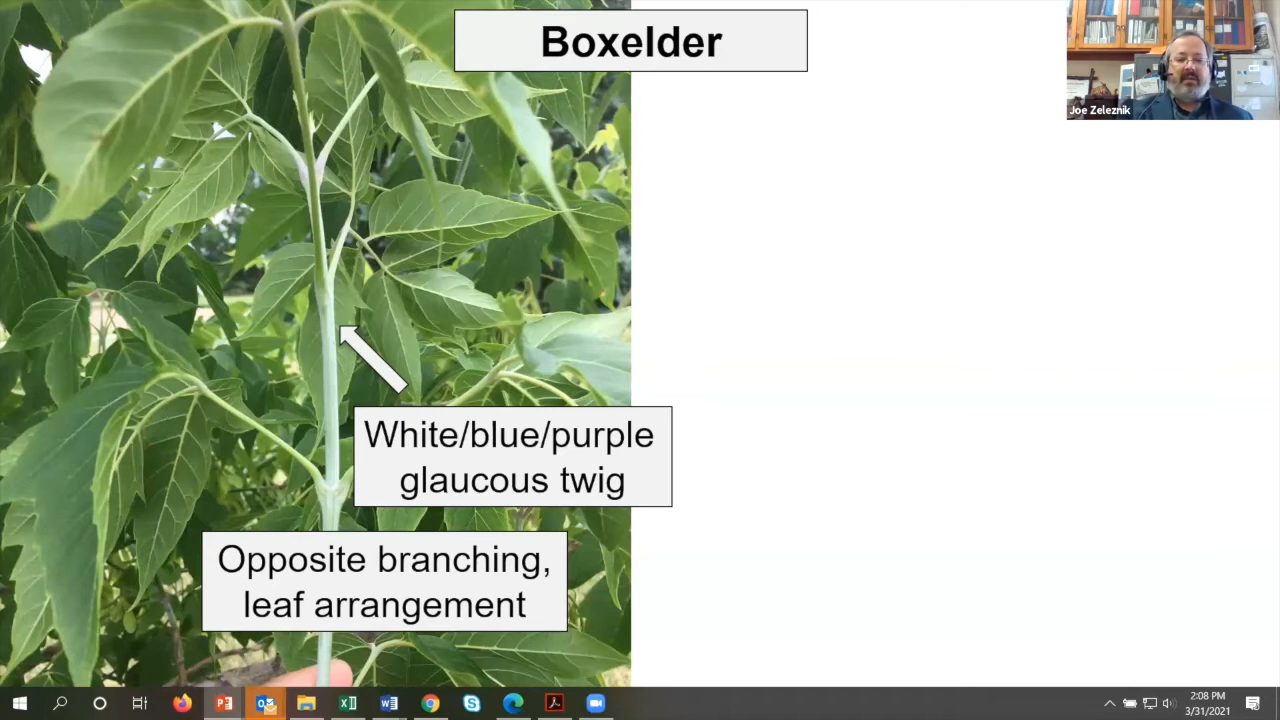 Boxelder
Joe Zeleznik
White/blue/purple
glaucous twig
Opposite branching,
leaf arrangement
2:08 PM
3/31/2021